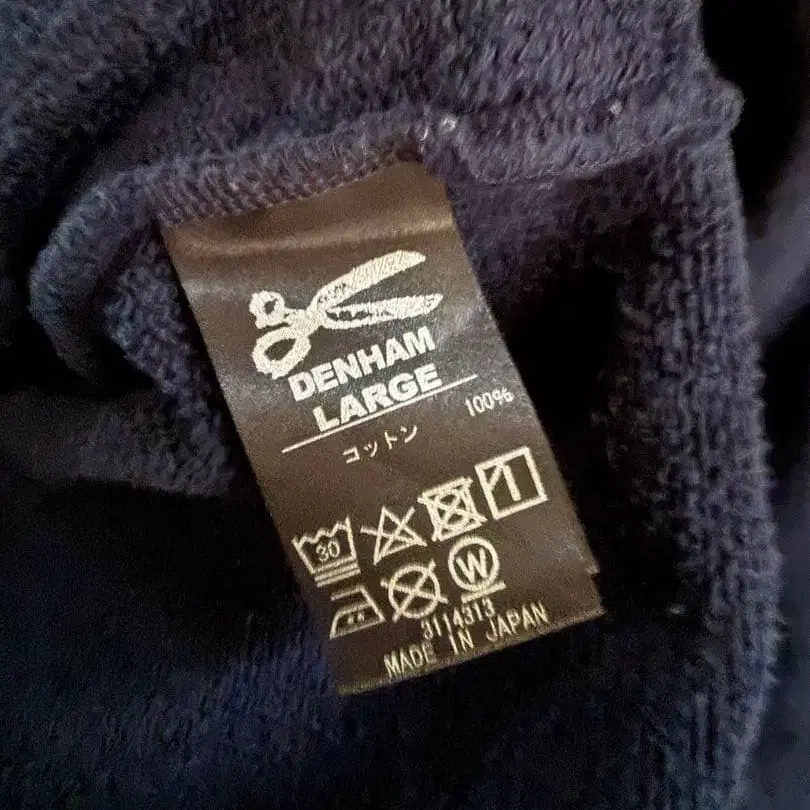 DENHAM
LARGE
コットン 100%
30
W
3114313
MADE IN JAPAN